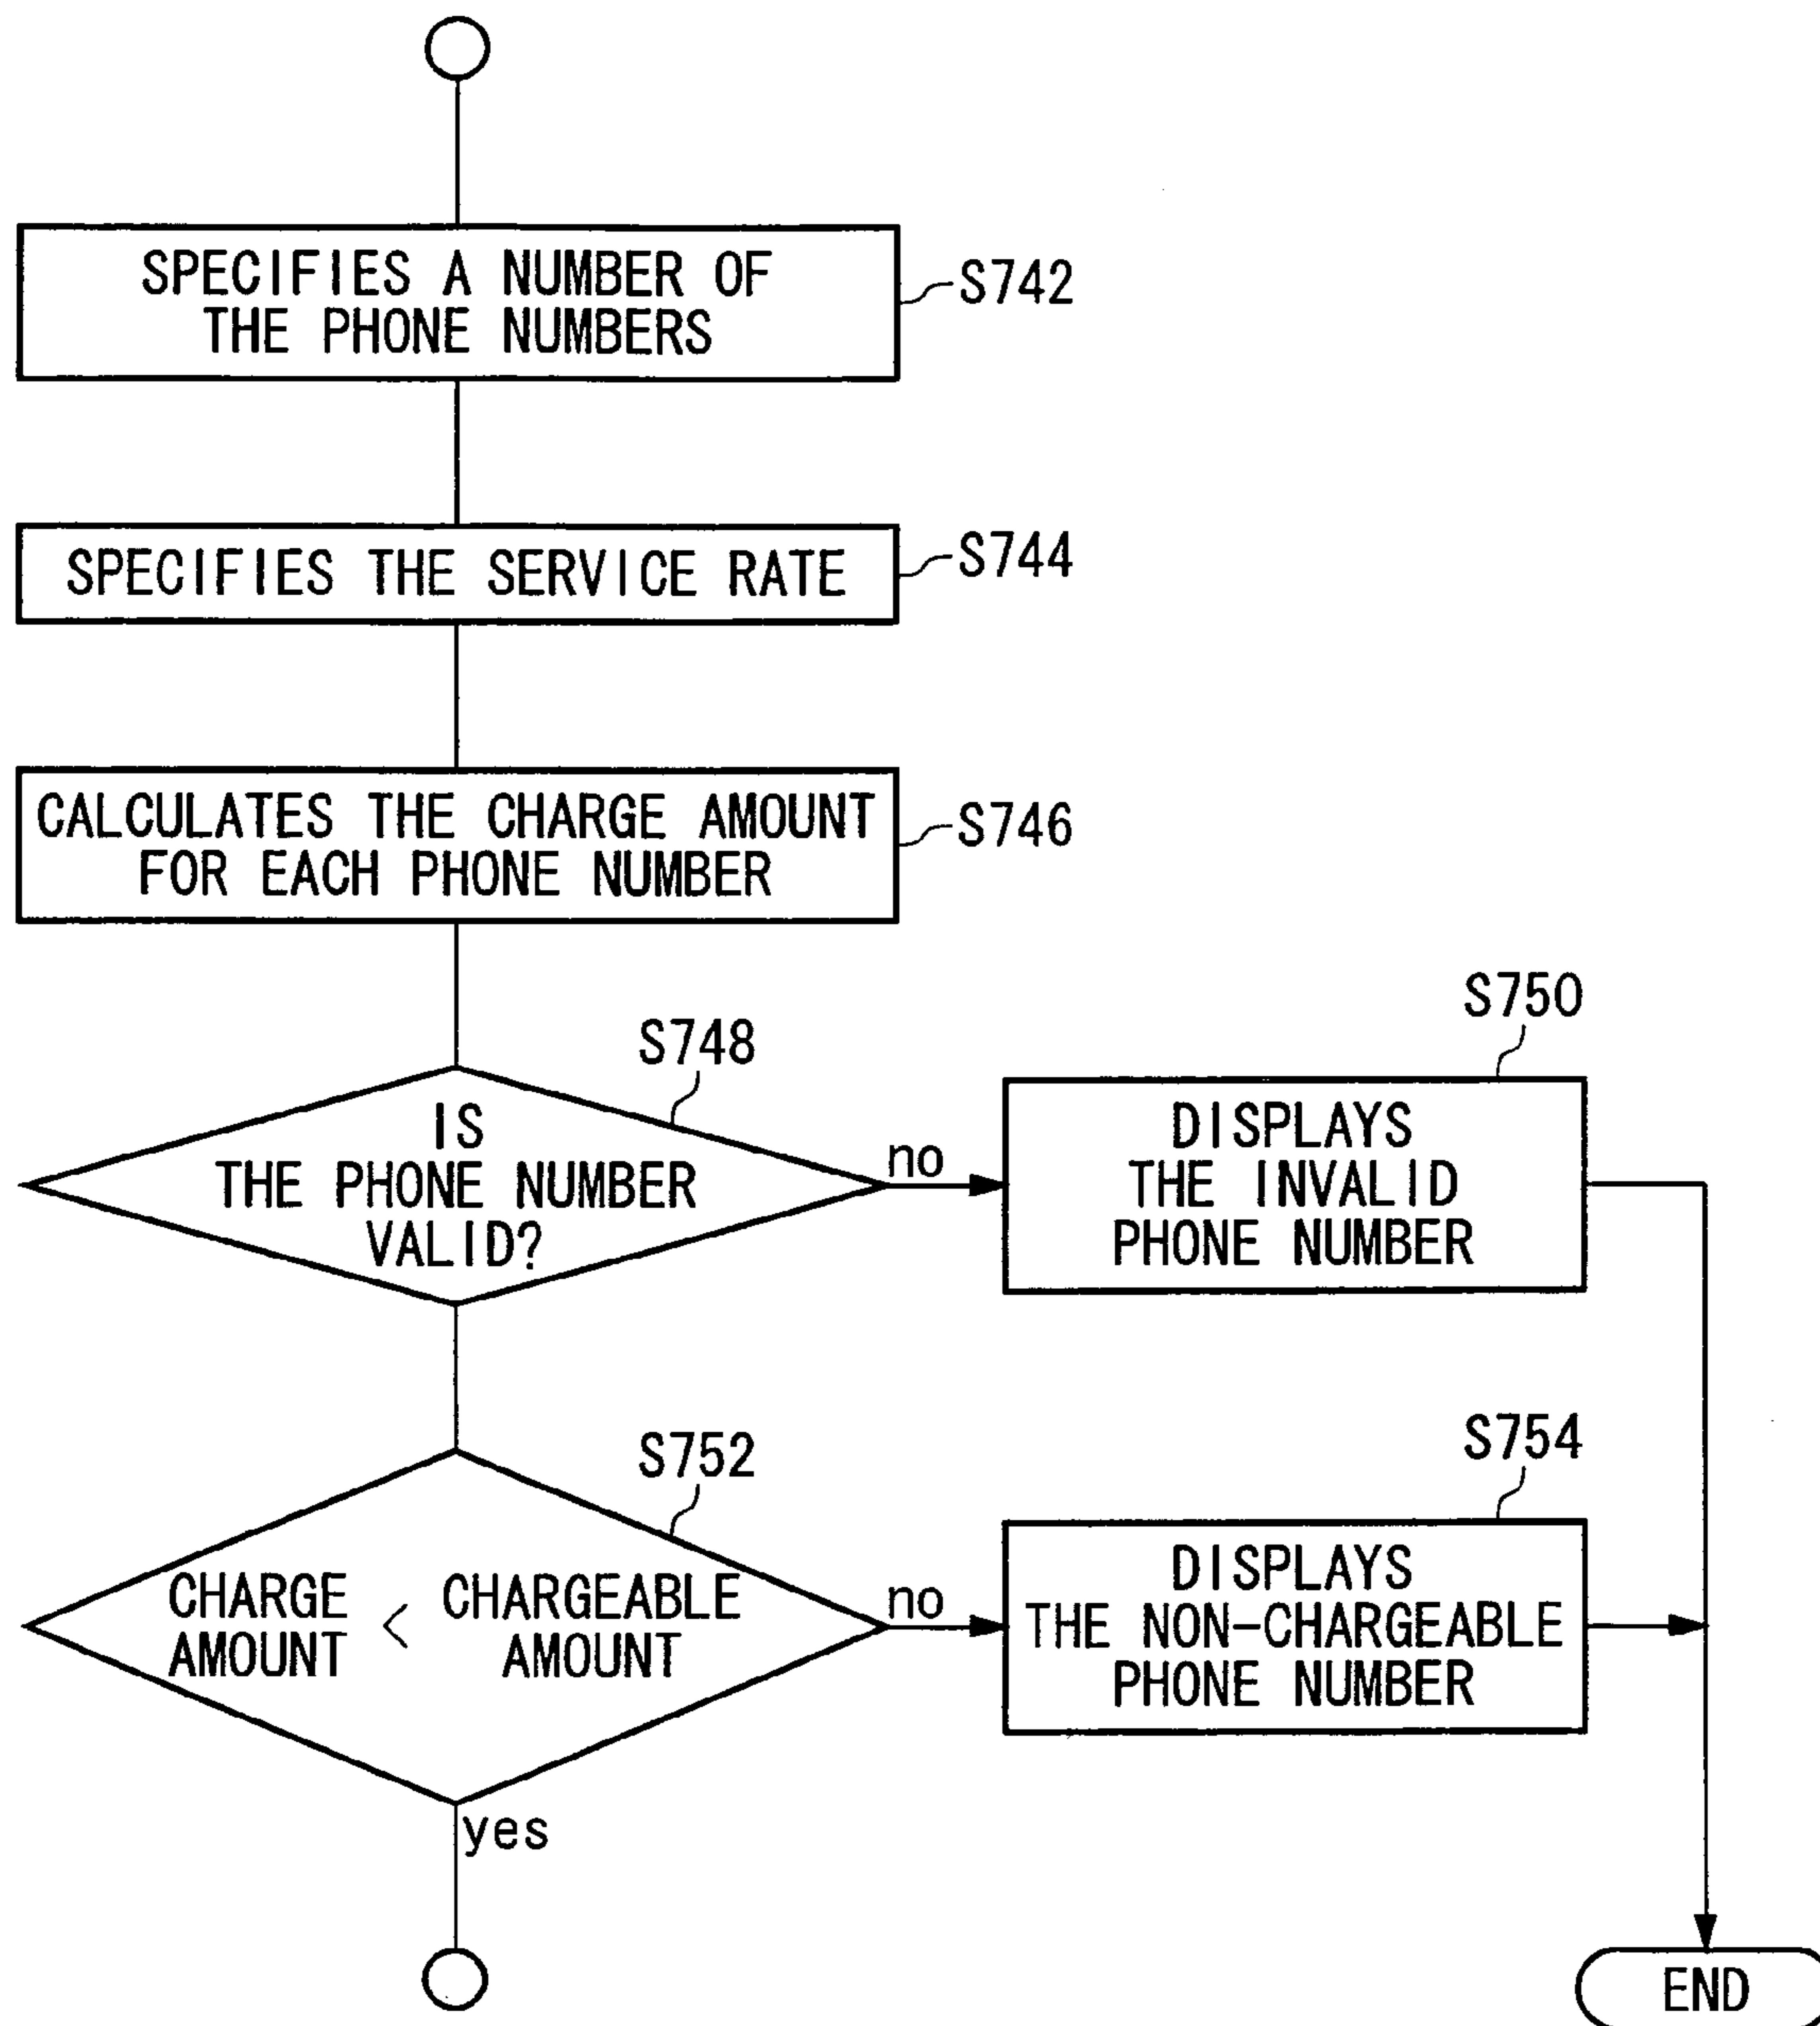 SPECIFIES A NUMBER OF
THE PHONE NUMBERS
S742
SPECIFIES THE SERVICE RATE
S744
CALCULATES THE CHARGE AMOUNT
FOR EACH PHONE NUMBER
S746
S748
IS
THE PHONE NUMBER
VALID?
no
S750
DISPLAYS
THE INVALID
PHONE NUMBER
S752
CHARGE
AMOUNT
<
CHARGEABLE
AMOUNT
no
yes
S754
DISPLAYS
THE NON-CHARGEABLE
PHONE NUMBER
END